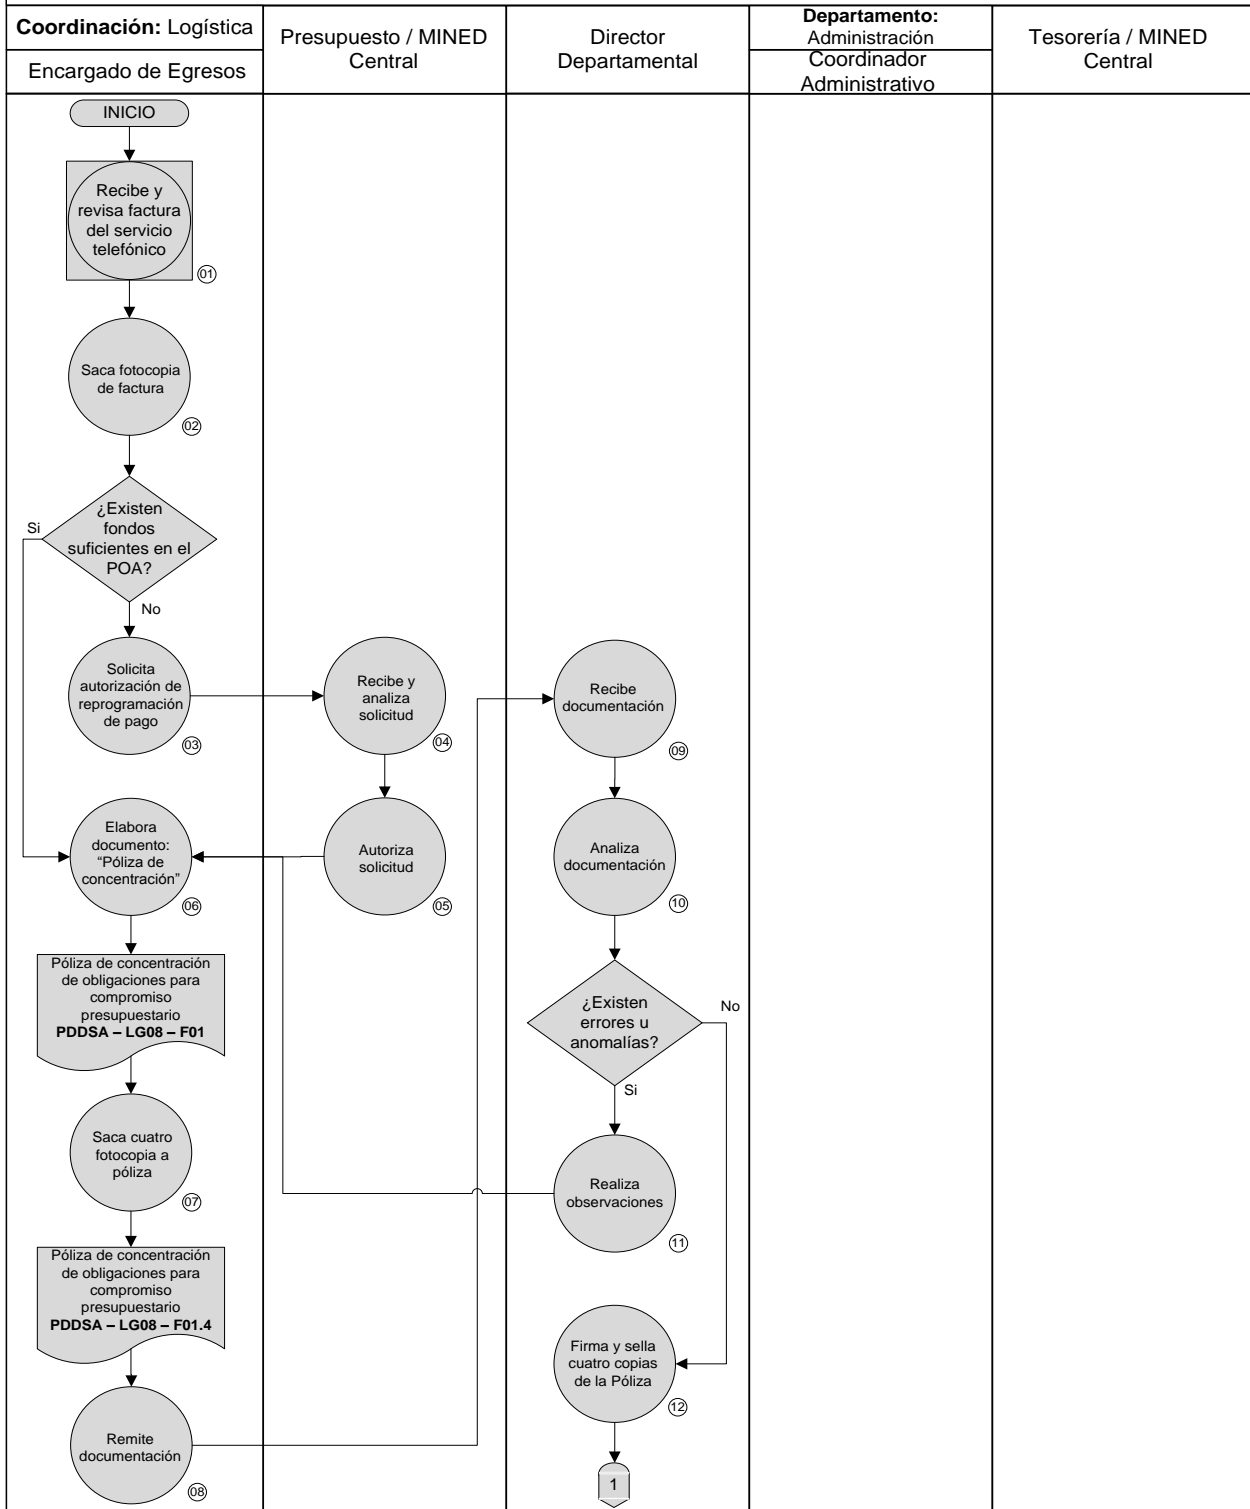 Coordinación: Logística
Encargado de Egresos
Presupuesto / MINED
Central
Director
Departamental
Departamento:
Administración
Coordinador
Administrativo
Tesorería / MINED
Central
INICIO
Recibe y
revisa factura
del servicio
telefónico
01
Saca fotocopia
de factura
02
¿Existen
fondos
suficientes en el
POA?
Si
No
Solicita
autorización de
reprogramación
de pago
03
Recibe y
analiza
solicitud
04
Autoriza
solicitud
05
Elabora
documento:
“Póliza de
concentración”
06
Póliza de concentración
de obligaciones para
compromiso
presupuestario
PDDSA – LG08 – F01
Saca cuatro
fotocopia a
póliza
07
Póliza de concentración
de obligaciones para
compromiso
presupuestario
PDDSA – LG08 – F01.4
Remite
documentación
08
Recibe
documentación
09
Analiza
documentación
10
¿Existen
errores u
anomalías?
No
Si
Realiza
observaciones
11
Firma y sella
cuatro copias
de la Póliza
12
1